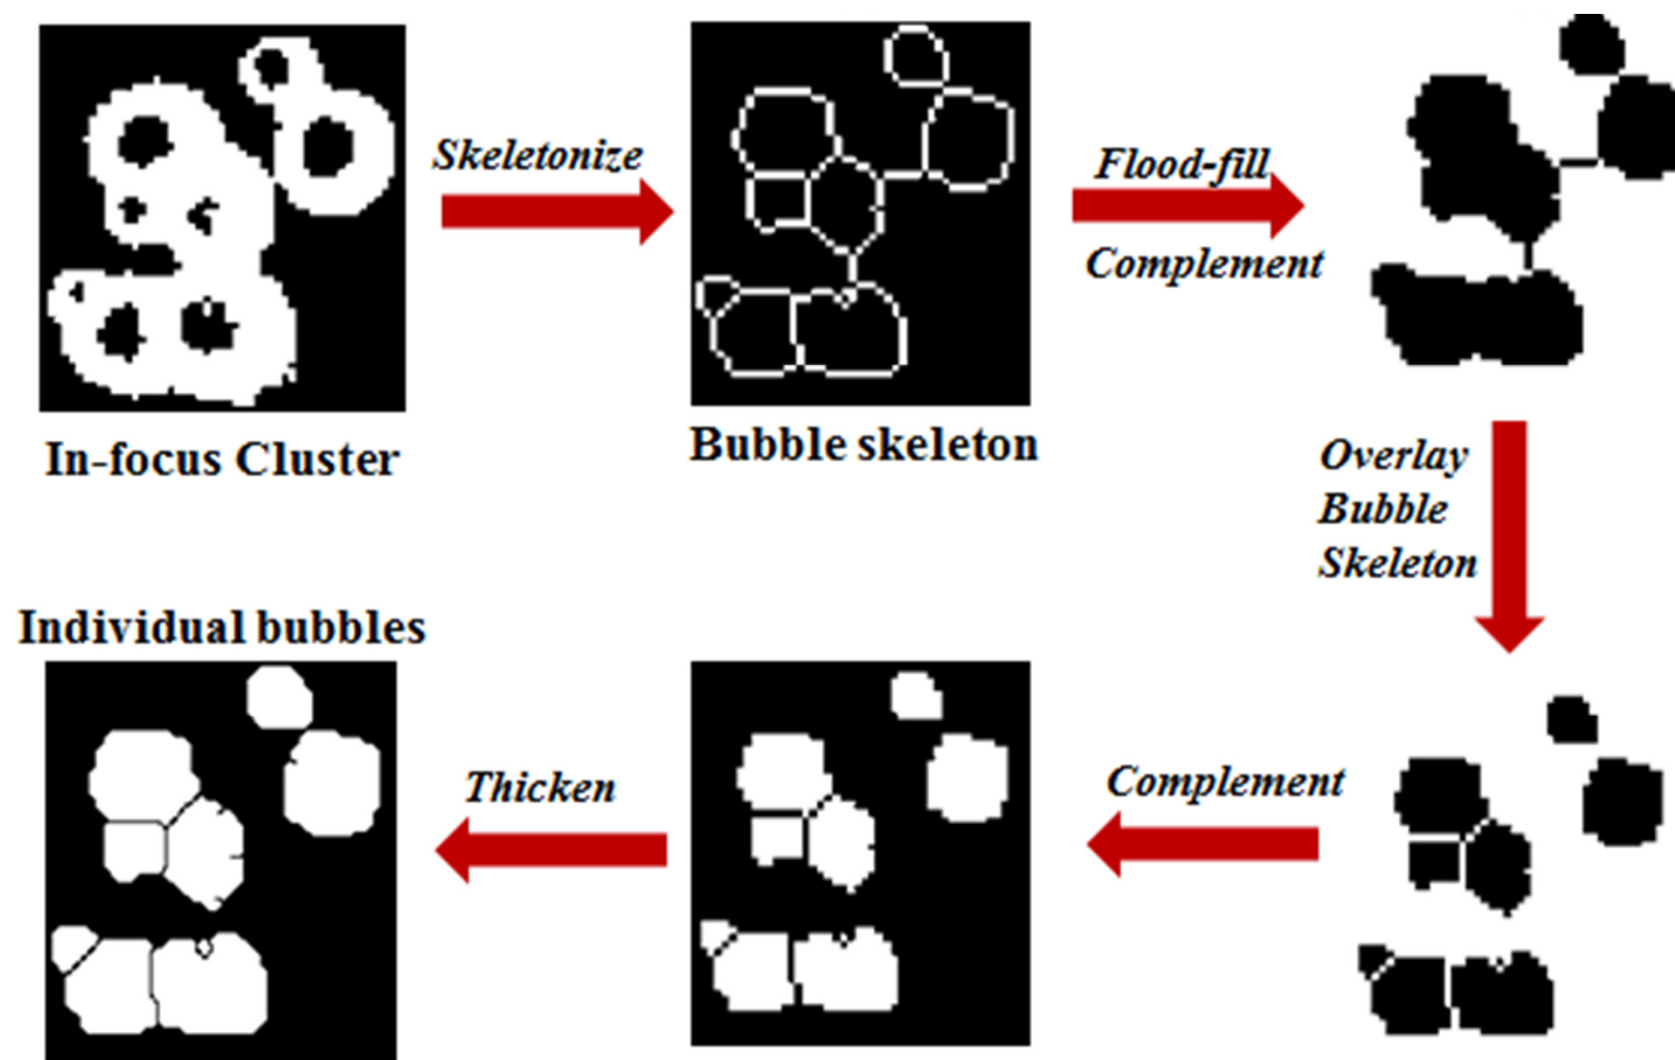 Skeletonize
Flood-fill
Complement
In-focus Cluster
Bubble skeleton
Overlay
Bubble
Skeleton
Individual bubbles
Complement
Thicken